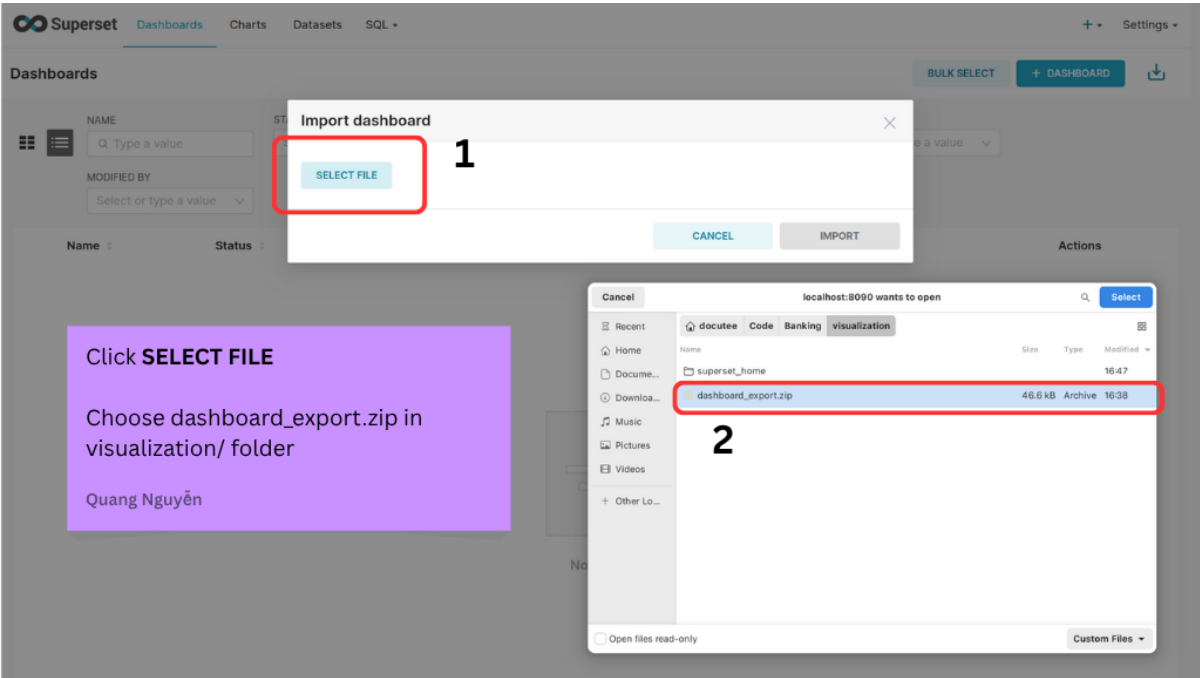 Superset Dashboards Charts Datasets SQL + Settings
Dashboards BULK SELECT + DASHBOARD
NAME
Type a value
MODIFIED BY
Select or type a value
Name Status Actions
Import dashboard
1
SELECT FILE
CANCEL IMPORT
e a value
Click SELECT FILE
Choose dashboard_export.zip in
visualization/ folder
Quang Nguyễn
No
Cancel localhost:8090 wants to open Select
Recent
Home
Docume...
Downloa...
Music
Pictures
Videos
+ Other Lo...
docutee Code Banking visualization
Name Size Type Modified
superset_home 16:47
dashboard_export.zip 46.6 kB Archive 16:38
2
Open files read-only Custom Files